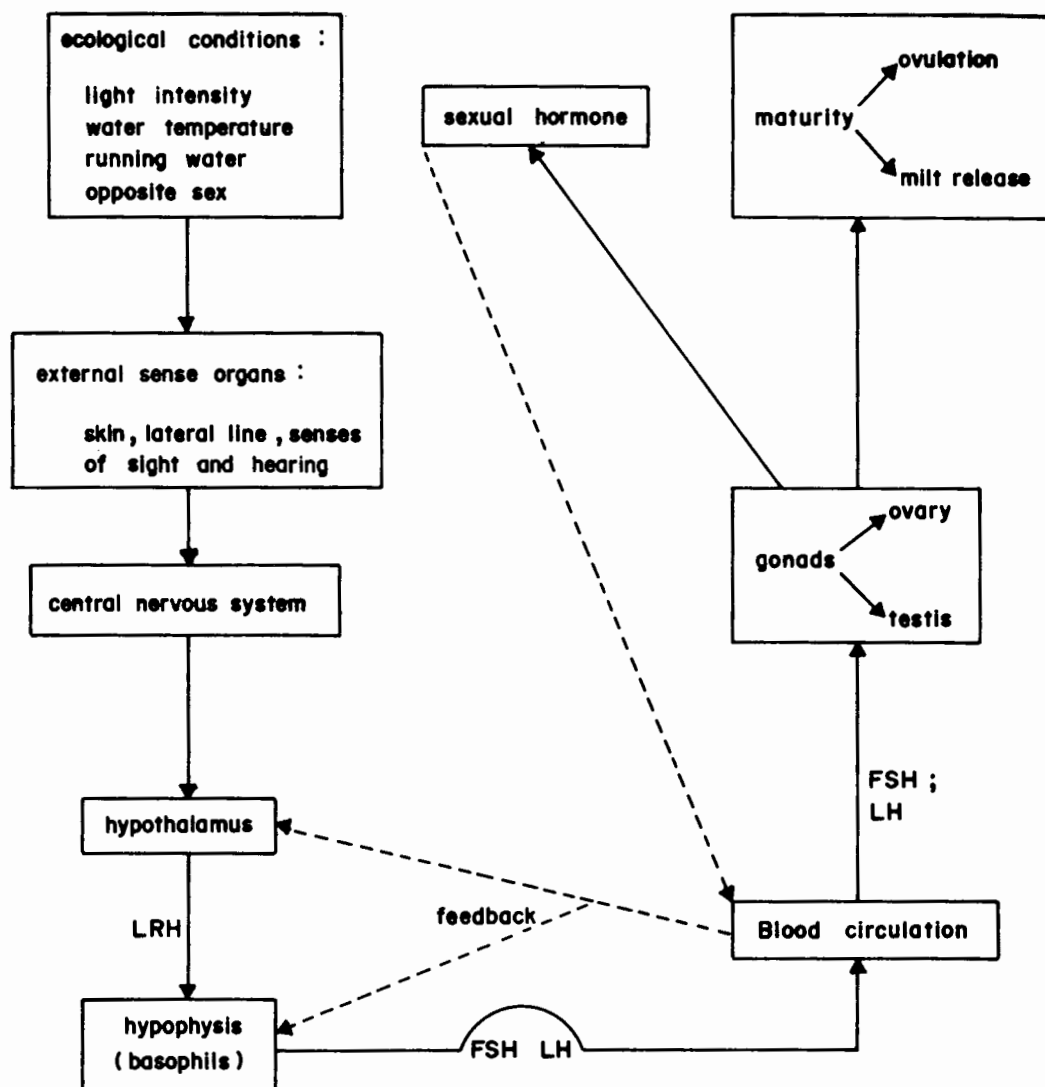 ecological conditions :
light intensity
water temperature
running water
opposite sex
external sense organs :
skin, lateral line, senses
of sight and hearing
central nervous system
hypothalamus
LRH
hypophysis
(basophils)
feedback
FSH LH
Blood circulation
FSH ;
LH
gonads
ovary
testis
sexual hormone
maturity
ovulation
milt release